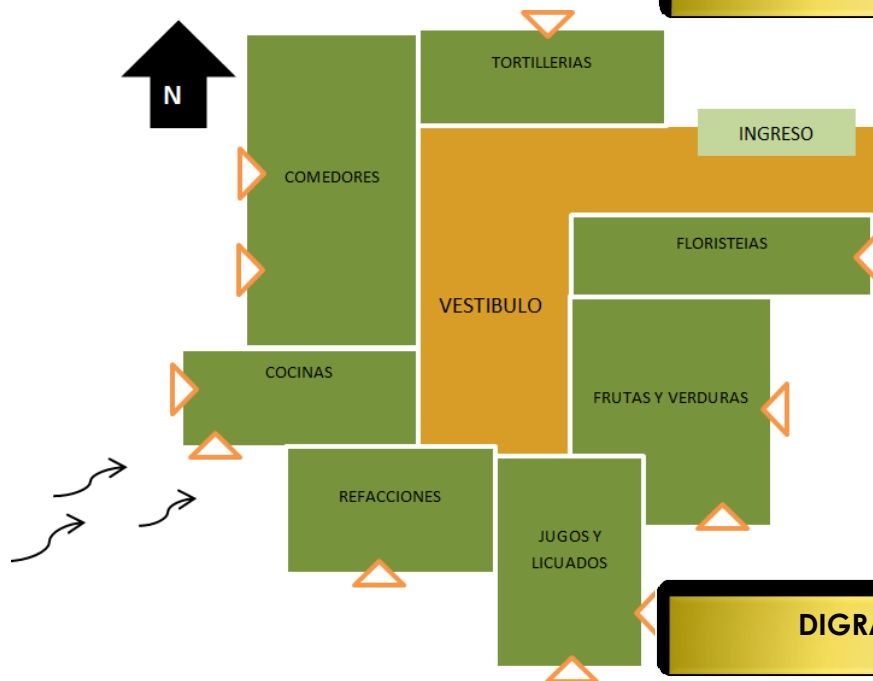 TORTILLERIAS
N
INGRESO
COMEDORES
FLORISTEIAS
VESTIBULO
COCINAS
FRUTAS Y VERDURAS
REFACCIONES
JUGOS Y
LICUADOS
DIGRA